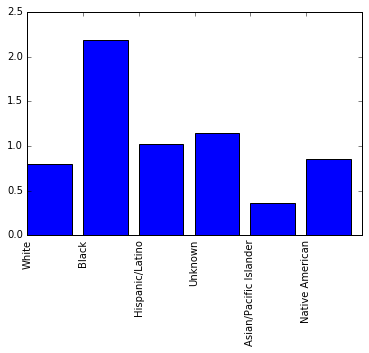 2.5
2.0
1.5
1.0
0.5
0.0
White
Black
Hispanic/Latino
Unknown
Asian/Pacific Islander
Native American